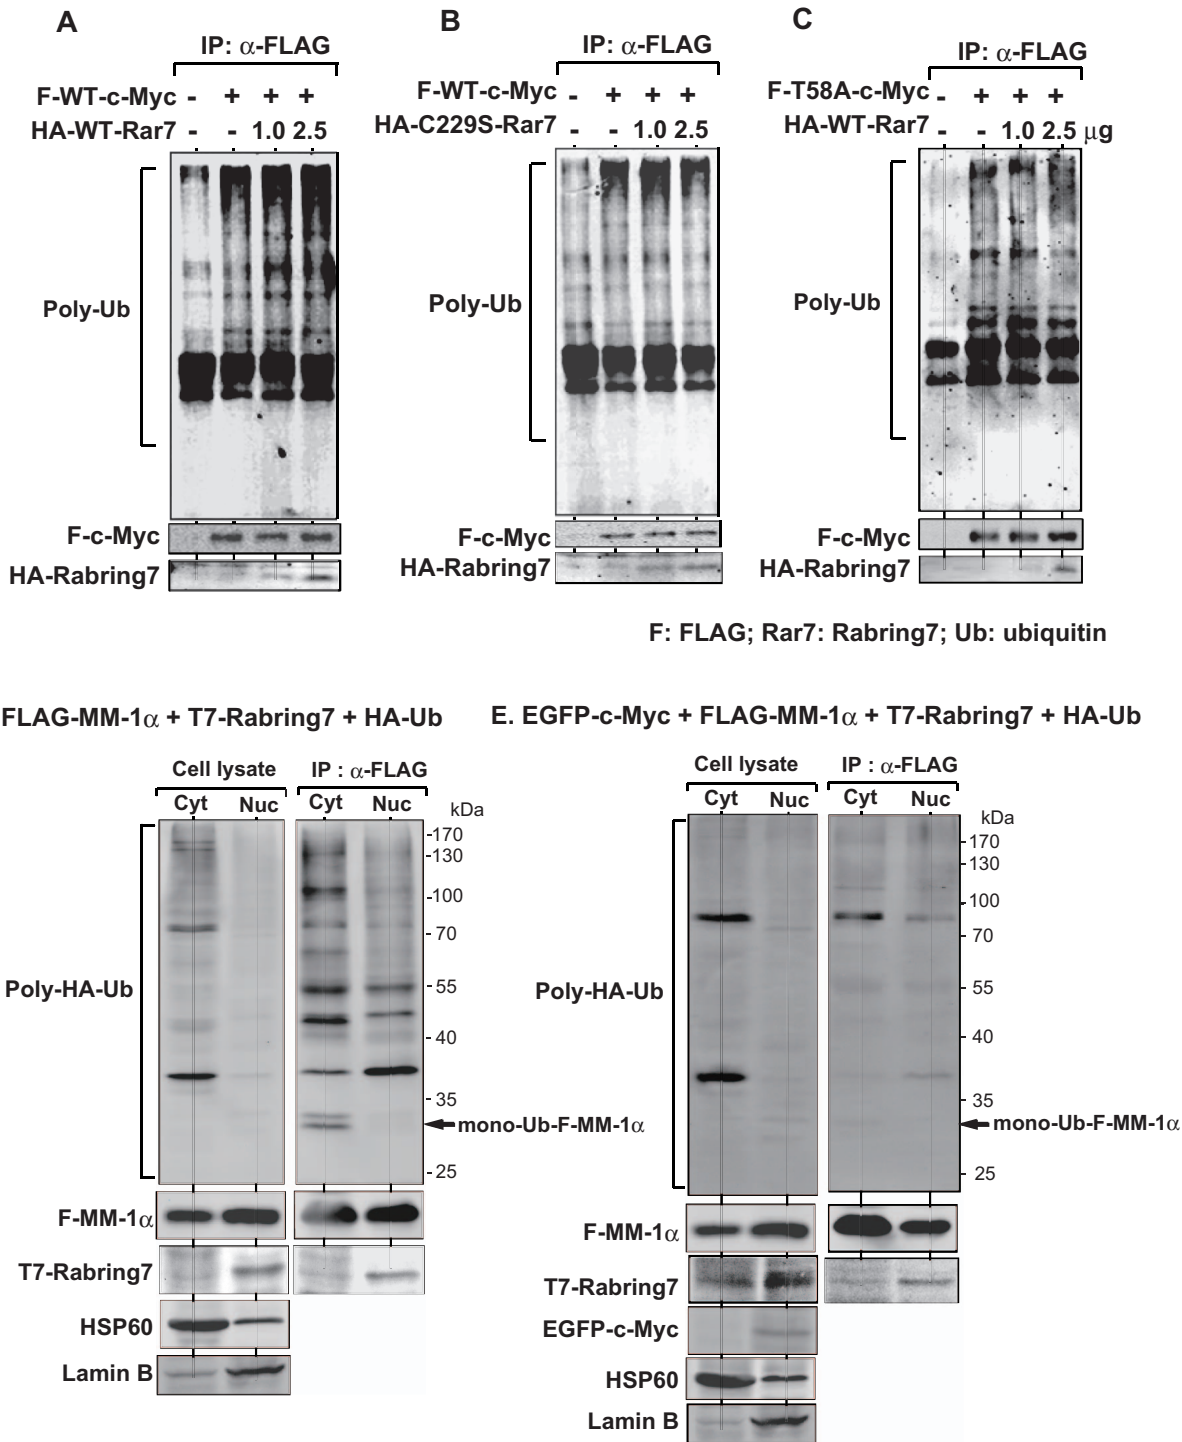 A
IP: α-FLAG
F-WT-c-Myc - + + +
HA-WT-Rar7 - - 1.0 2.5
Poly-Ub
F-c-Myc
HA-Rabring7
B
IP: α-FLAG
F-WT-c-Myc - + + +
HA-C229S-Rar7 - - 1.0 2.5
Poly-Ub
F-c-Myc
HA-Rabring7
C
IP: α-FLAG
F-T58A-c-Myc - + + +
HA-WT-Rar7 - - 1.0 2.5 μg
Poly-Ub
F-c-Myc
HA-Rabring7
F: FLAG; Rar7: Rabring7; Ub: ubiquitin
FLAG-MM-1α + T7-Rabring7 + HA-Ub
Cell lysate IP : α-FLAG
Cyt Nuc Cyt Nuc
kDa
-170
-130
-100
- 70
- 55
- 40
- 35
mono-Ub-F-MM-1α
- 25
Poly-HA-Ub
F-MM-1α
T7-Rabring7
HSP60
Lamin B
E. EGFP-c-Myc + FLAG-MM-1α + T7-Rabring7 + HA-Ub
Cell lysate IP : α-FLAG
Cyt Nuc Cyt Nuc
kDa
- 170
- 130
- 100
- 70
- 55
- 40
- 35
mono-Ub-F-MM-1α
- 25
Poly-HA-Ub
F-MM-1α
T7-Rabring7
EGFP-c-Myc
HSP60
Lamin B